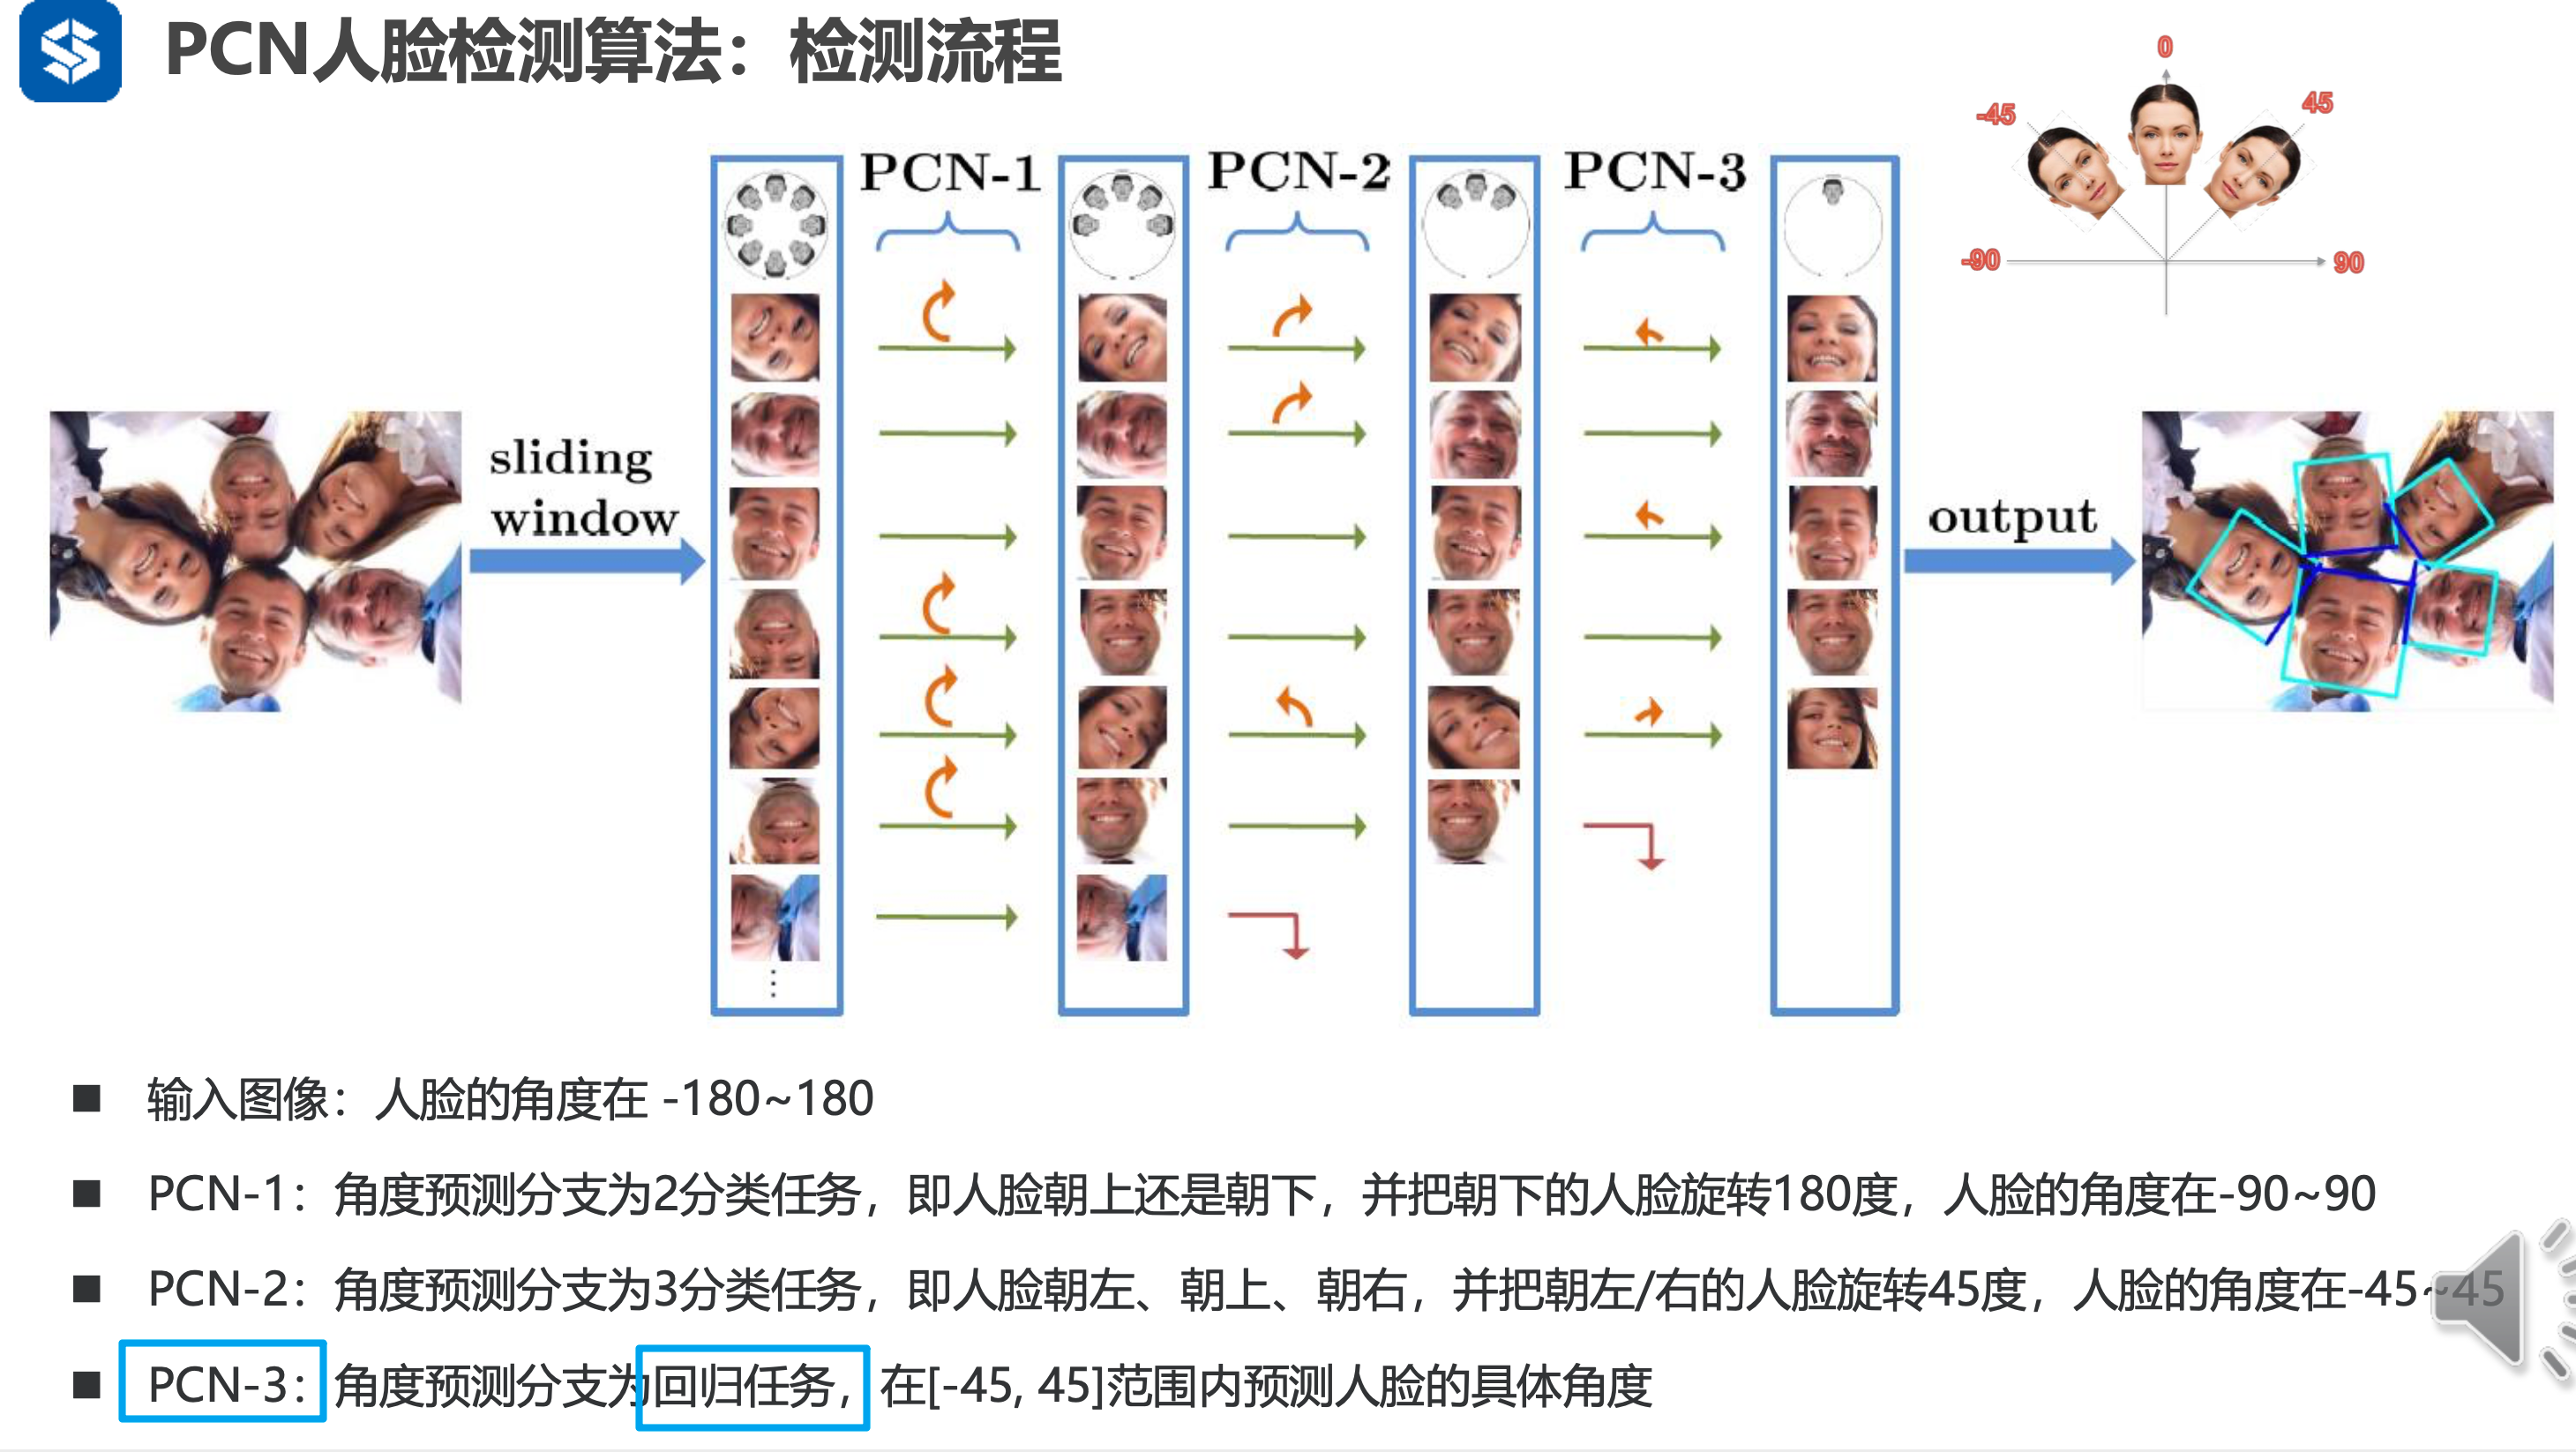 PCN人脸检测算法：检测流程
0
-45
45
-90
90
PCN-1
PCN-2
PCN-3
sliding
window
output
⋮
■ 输入图像：人脸的角度在 -180~180
■ PCN-1：角度预测分支为2分类任务，即人脸朝上还是朝下，并把朝下的人脸旋转180度，人脸的角度在-90~90
■ PCN-2：角度预测分支为3分类任务，即人脸朝左、朝上、朝右，并把朝左/右的人脸旋转45度，人脸的角度在-45~45
■ PCN-3：角度预测分支为回归任务，在[-45, 45]范围内预测人脸的具体角度